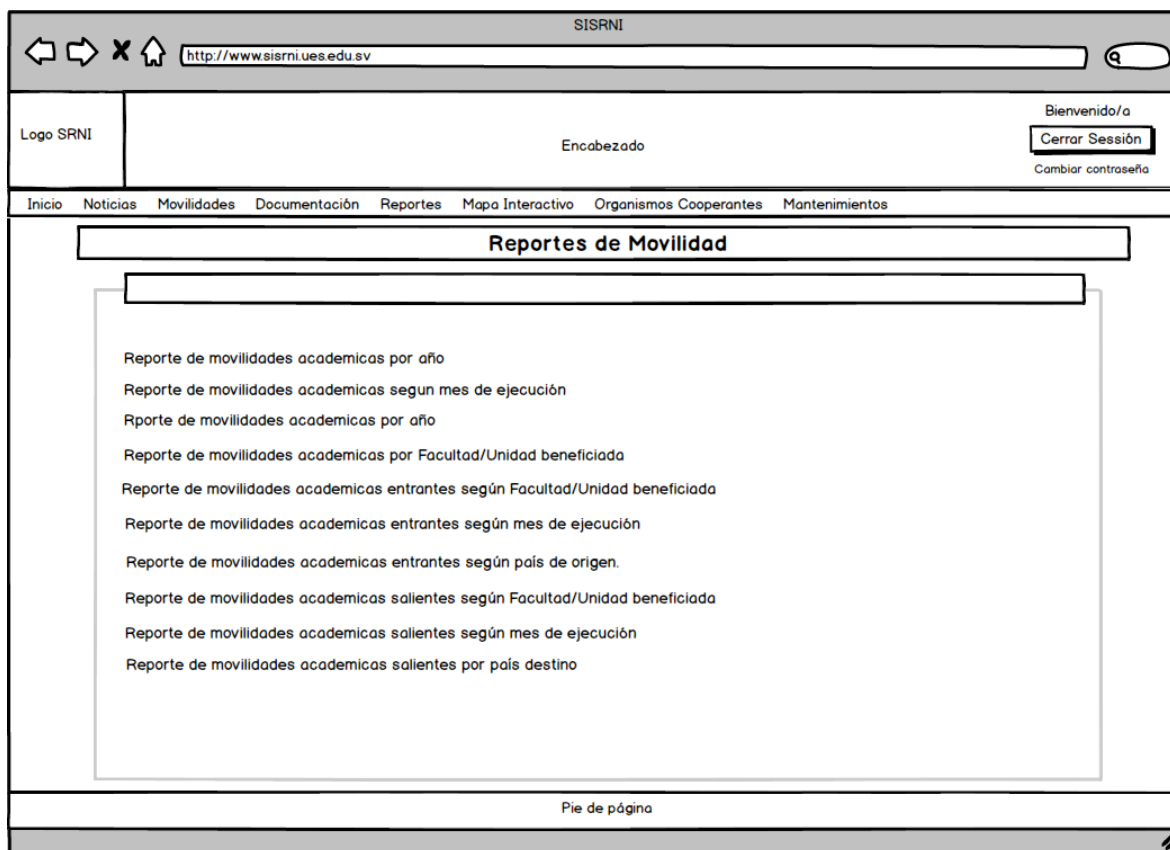 SISRNI
http://www.sisrni.ues.edu.sv
Logo SRNI
Encabezado
Bienvenido/a
Cerrar Sessión
Cambiar contraseña
Inicio Noticias Movilidades Documentación Reportes Mapa Interactivo Organismos Cooperantes Mantenimientos
Reportes de Movilidad
Reporte de movilidades academicas por año
Reporte de movilidades academicas segun mes de ejecución
Rporte de movilidades academicas por año
Reporte de movilidades academicas por Facultad/Unidad beneficiada
Reporte de movilidades academicas entrantes según Facultad/Unidad beneficiada
Reporte de movilidades academicas entrantes según mes de ejecución
Reporte de movilidades academicas entrantes según país de origen.
Reporte de movilidades academicas salientes según Facultad/Unidad beneficiada
Reporte de movilidades academicas salientes según mes de ejecución
Reporte de movilidades academicas salientes por país destino
Pie de página